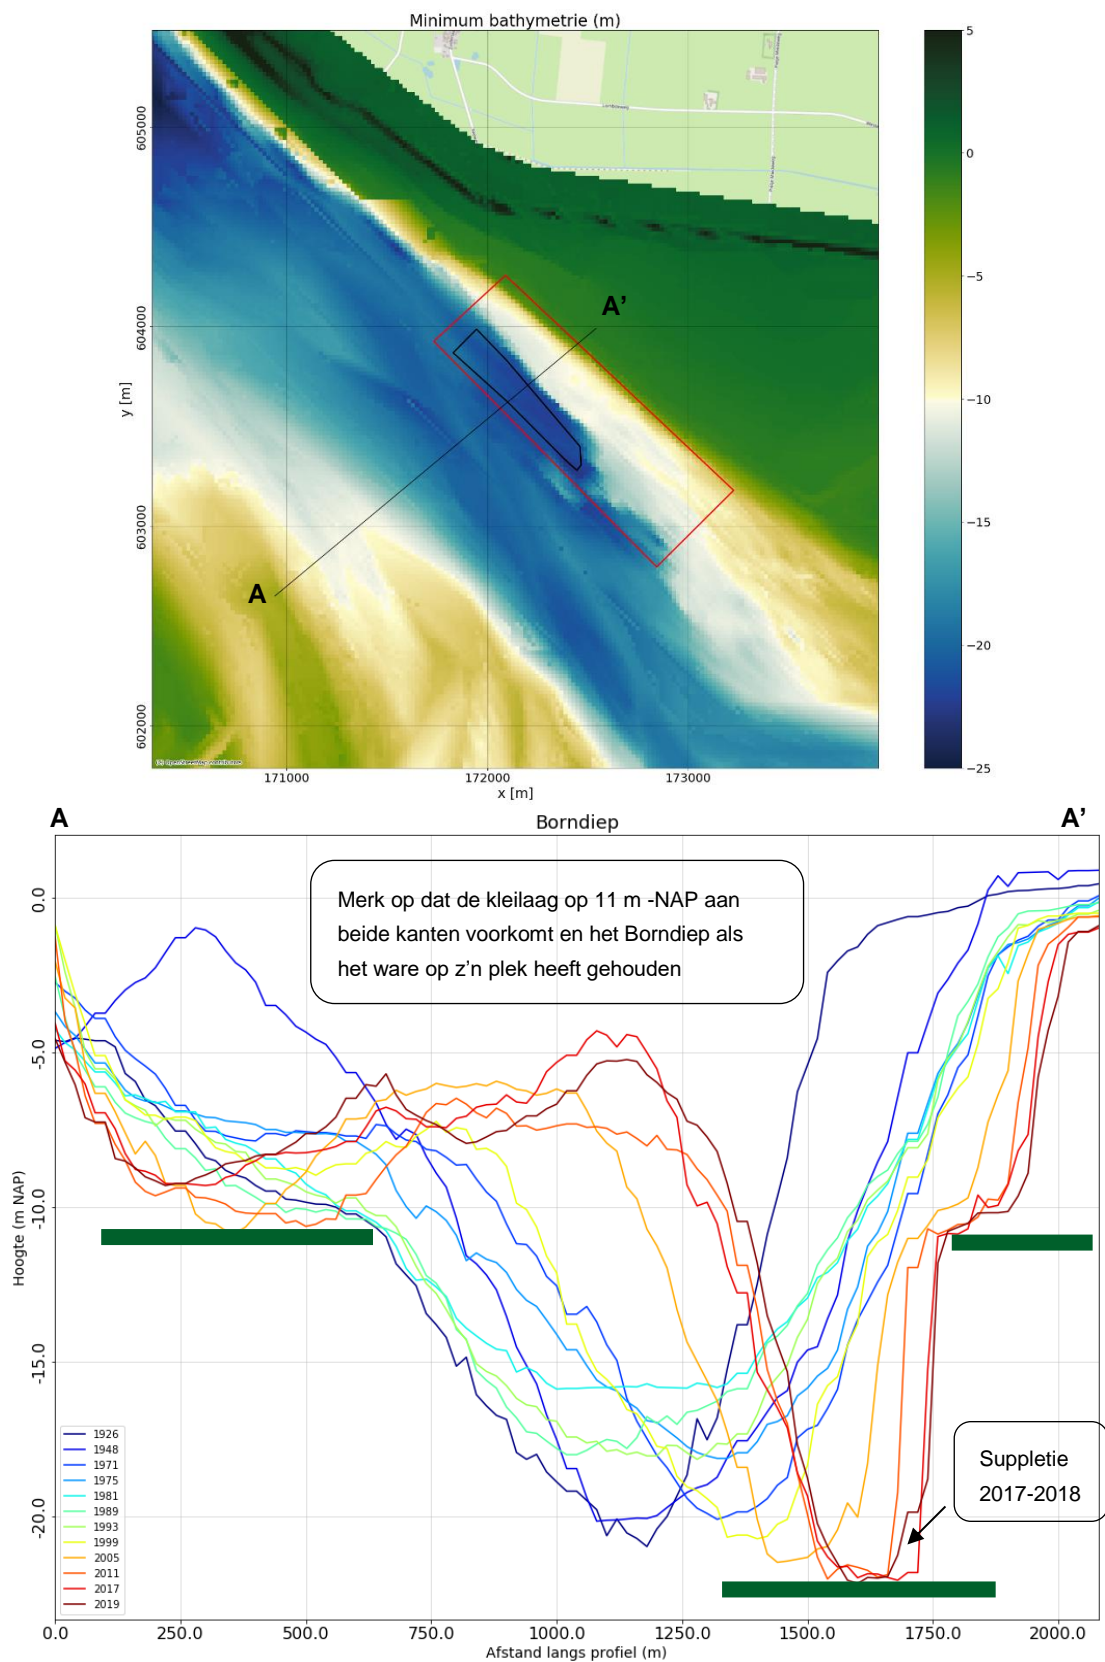 Minimum bathymetrie (m)
605000
604000
603000
602000
y [m]
A'
A
171000
172000
173000
x [m]
5
0
−5
−10
−15
−20
−25
A
Borndiep
A'
Merk op dat de kleilaag op 11 m -NAP aan
beide kanten voorkomt en het Borndiep als
het ware op z'n plek heeft gehouden
0.0
-5.0
-10.0
-15.0
-20.0
Hoogte (m NAP)
Suppletie
2017-2018
1926
1948
1971
1975
1981
1989
1993
1999
2005
2011
2017
2019
0.0
250.0
500.0
750.0
1000.0
1250.0
1500.0
1750.0
2000.0
Afstand langs profiel (m)